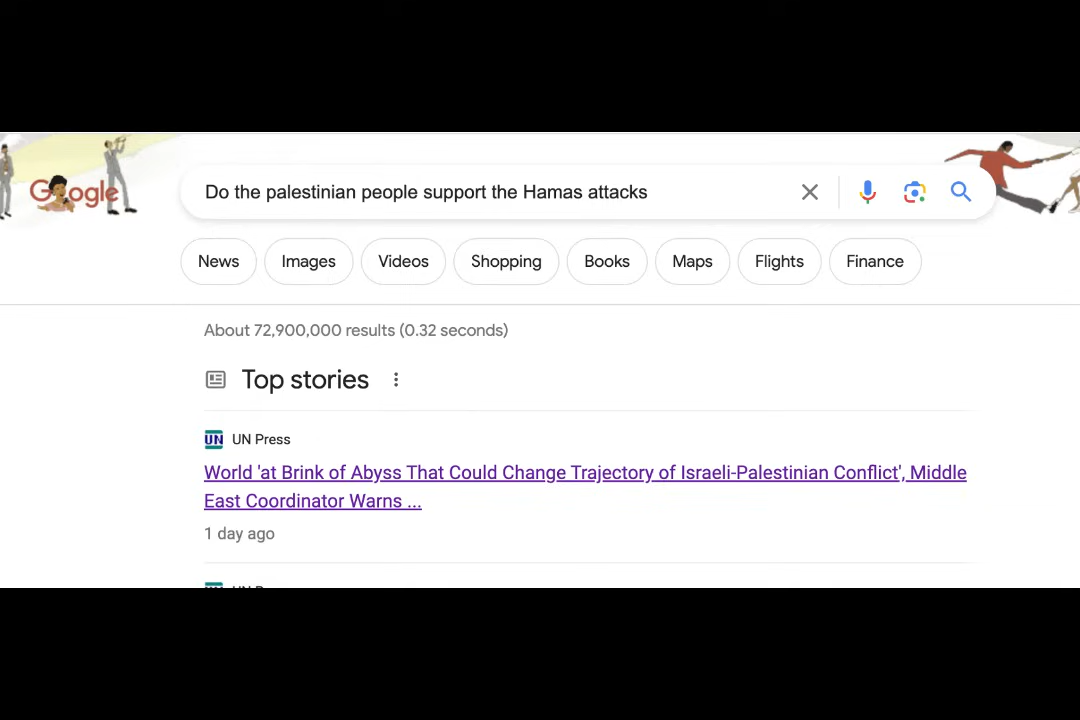 Google
Do the palestinian people support the Hamas attacks
News Images Videos Shopping Books Maps Flights Finance
About 72,900,000 results (0.32 seconds)
Top stories
UN UN Press
World 'at Brink of Abyss That Could Change Trajectory of Israeli-Palestinian Conflict', Middle
East Coordinator Warns ...
1 day ago